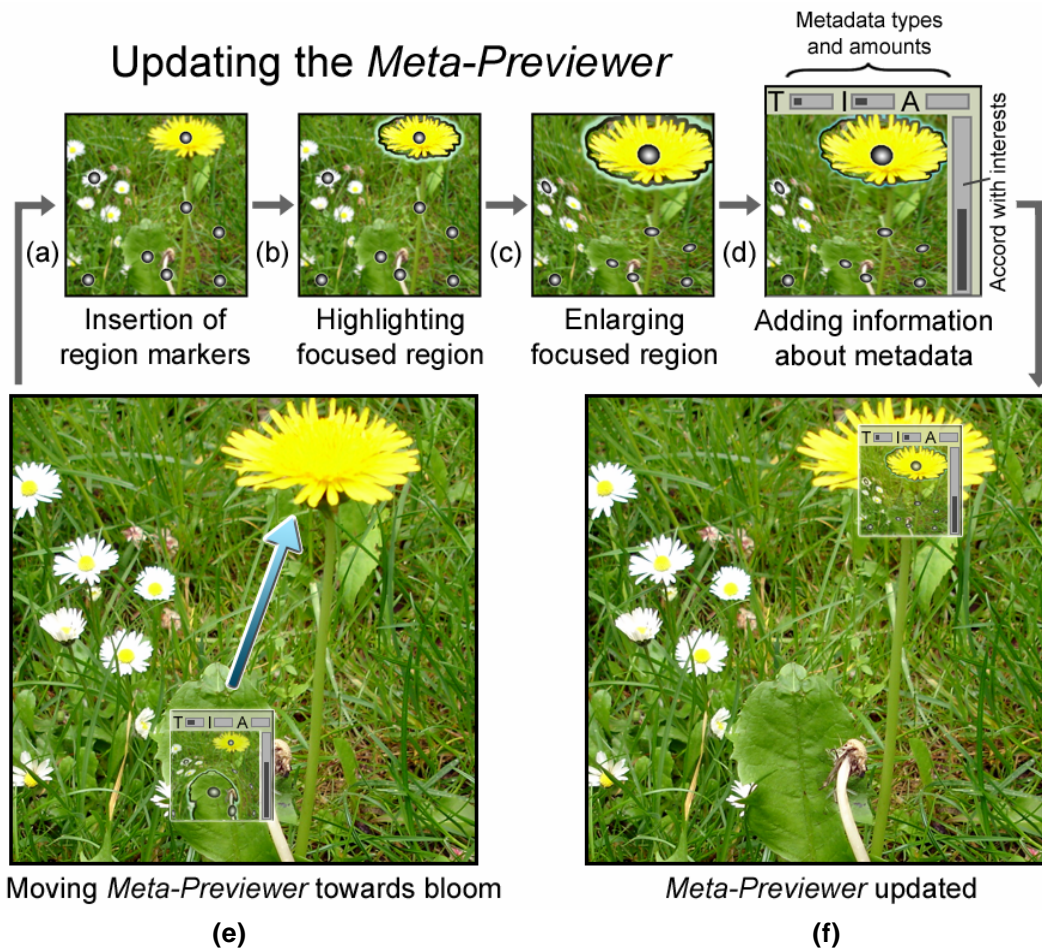 Updating the Meta-Previewer
Metadata types
and amounts
T I A
Accord with interests
(a)
(b)
(c)
(d)
Insertion of
region markers
Highlighting
focused region
Enlarging
focused region
Adding information
about metadata
T I A
T I A
Moving Meta-Previewer towards bloom
Meta-Previewer updated
(e)
(f)